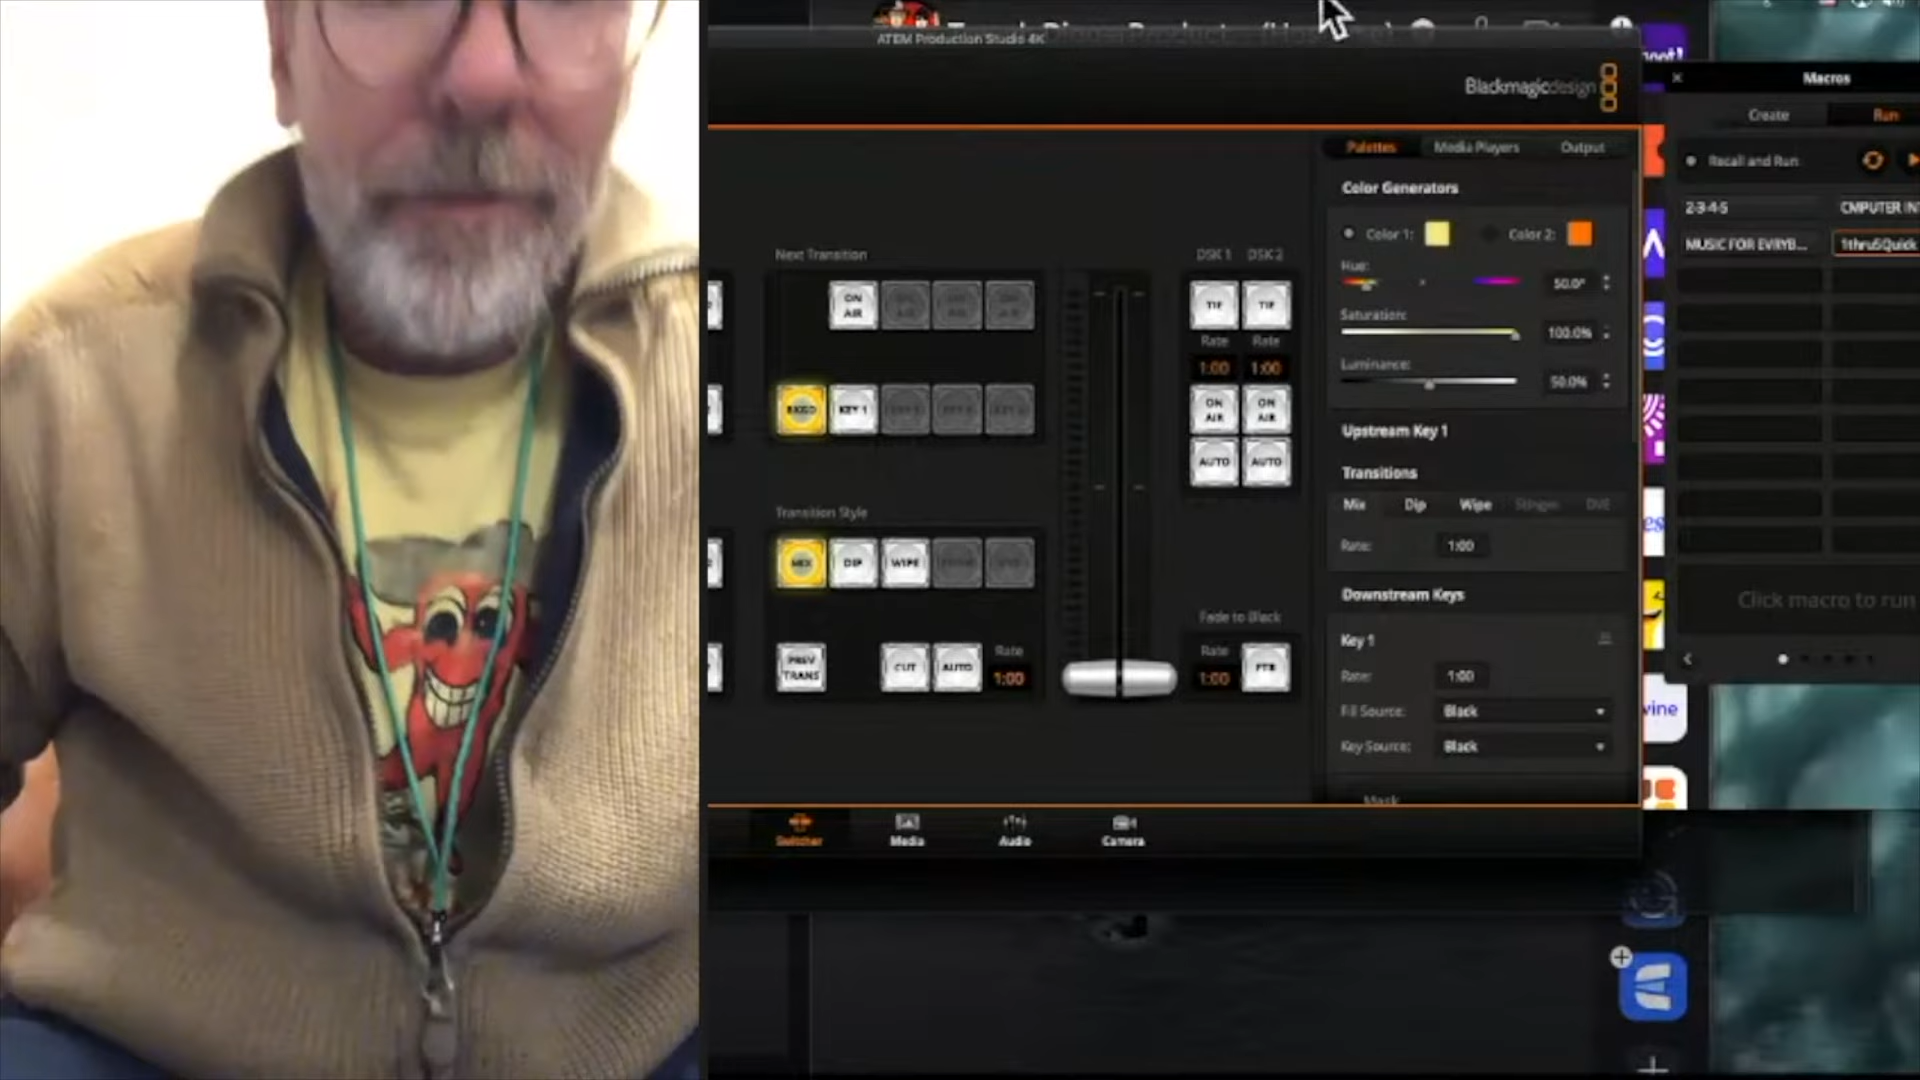 ATEM Production Studio 4K
Blackmagicdesign
Macros
Create
Run
Palettes
Media Players
Output
Recall and Run
Color Generators
2-3-4-5
CMPUTER INT
Color 1:
Color 2:
MUSIC FOR EVRYB...
1thru5Quick
Next Transition
DSK 1
DSK 2
Hue:
50.0°
ON AIR
TIE
TIE
Saturation:
100.0%
Rate
Rate
1:00
1:00
Luminance:
50.0%
BKGD
KEY 1
ON AIR
ON AIR
Upstream Key 1
AUTO
AUTO
Transitions
Mix
Dip
Wipe
Stinger
DVE
Transition Style
Rate:
1:00
MIX
DIP
WIPE
Downstream Keys
Click macro to run
Fade to Black
Key 1
PREV TRANS
CUT
AUTO
Rate
1:00
Rate
1:00
FTB
Rate:
1:00
Fill Source:
Black
vine
Key Source:
Black
Mask
Switcher
Media
Audio
Camera